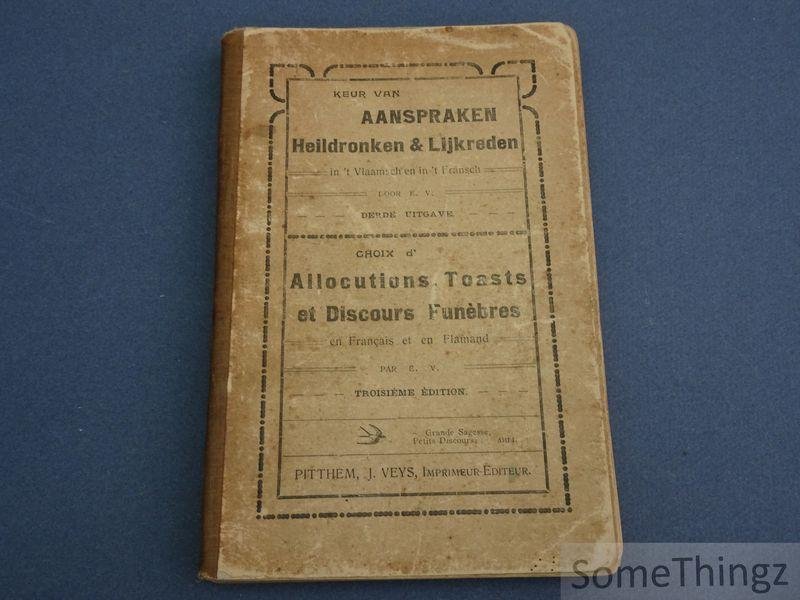 KEUR VAN
AANSPRAKEN
Heildronken & Lijkreden
in 't Vlaamsch en in 't Fransch
DOOR E. V.
DERDE UITGAVE.
CHOIX d'
Allocutions, Toasts
et Discours Funèbres
en Français et en Flamand
PAR E. V.
TROISIÈME ÉDITION.
Grande Sagesse,
Petits Discours;
PITTHEM, J. VEYS, IMPRIMEUR-ÉDITEUR.
SomeThingz